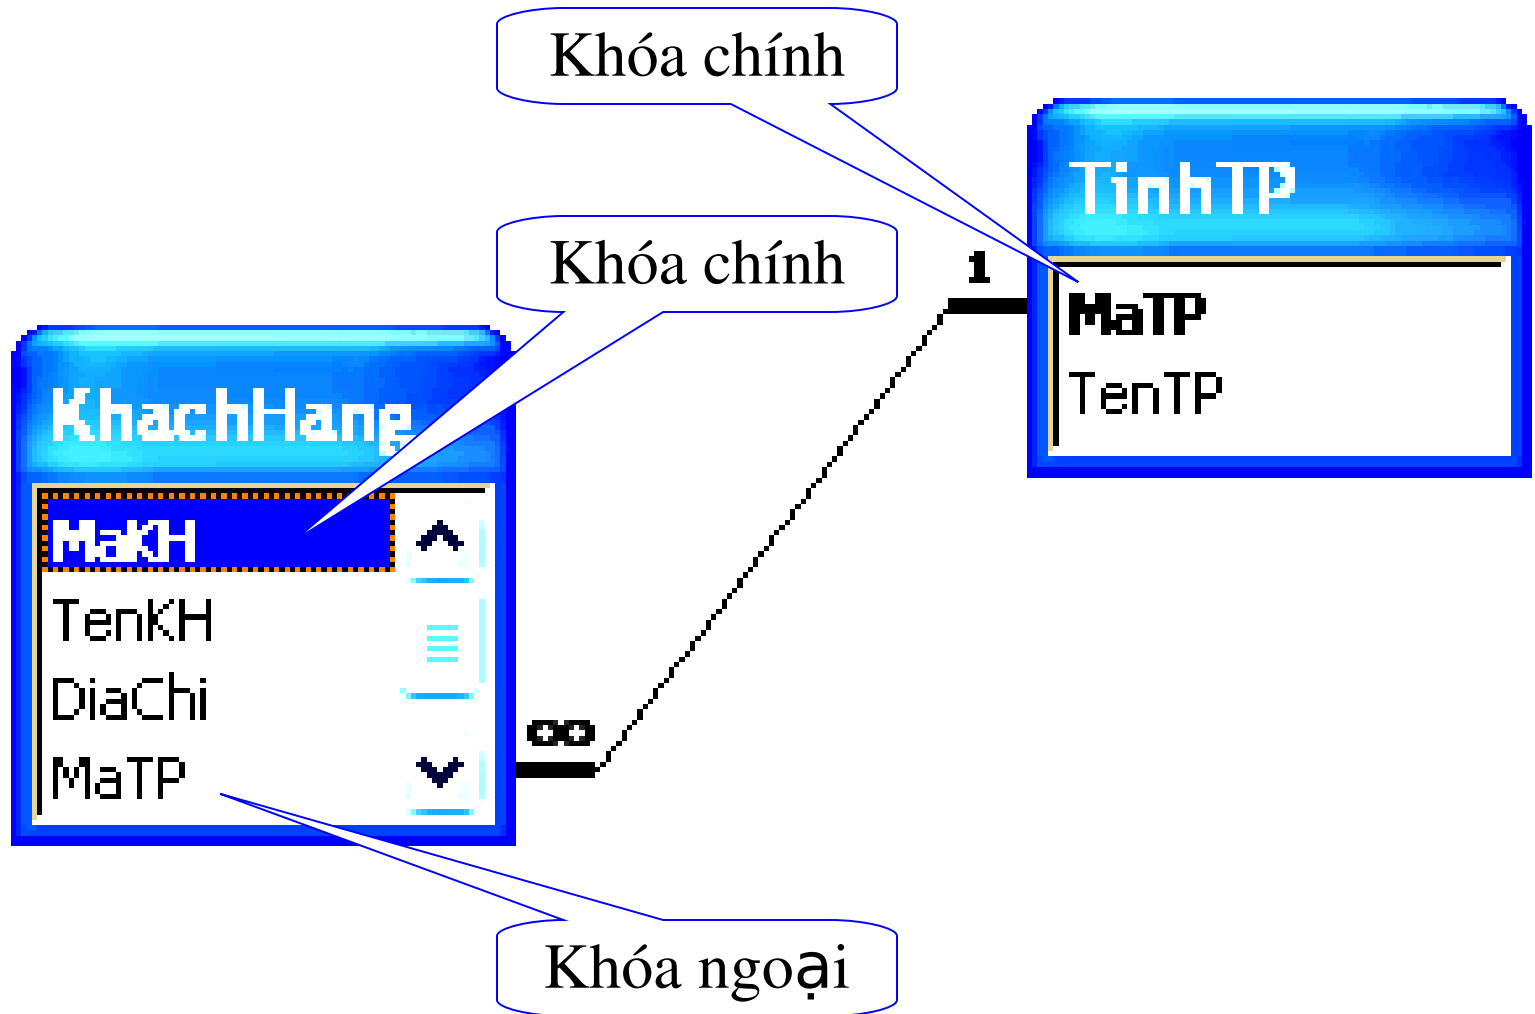 Khóa chính
TinhTP
Khóa chính
1
MaTP
TenTP
KhachHang
MaKH
TenKH
DiaChi
∞
MaTP
Khóa ngoại